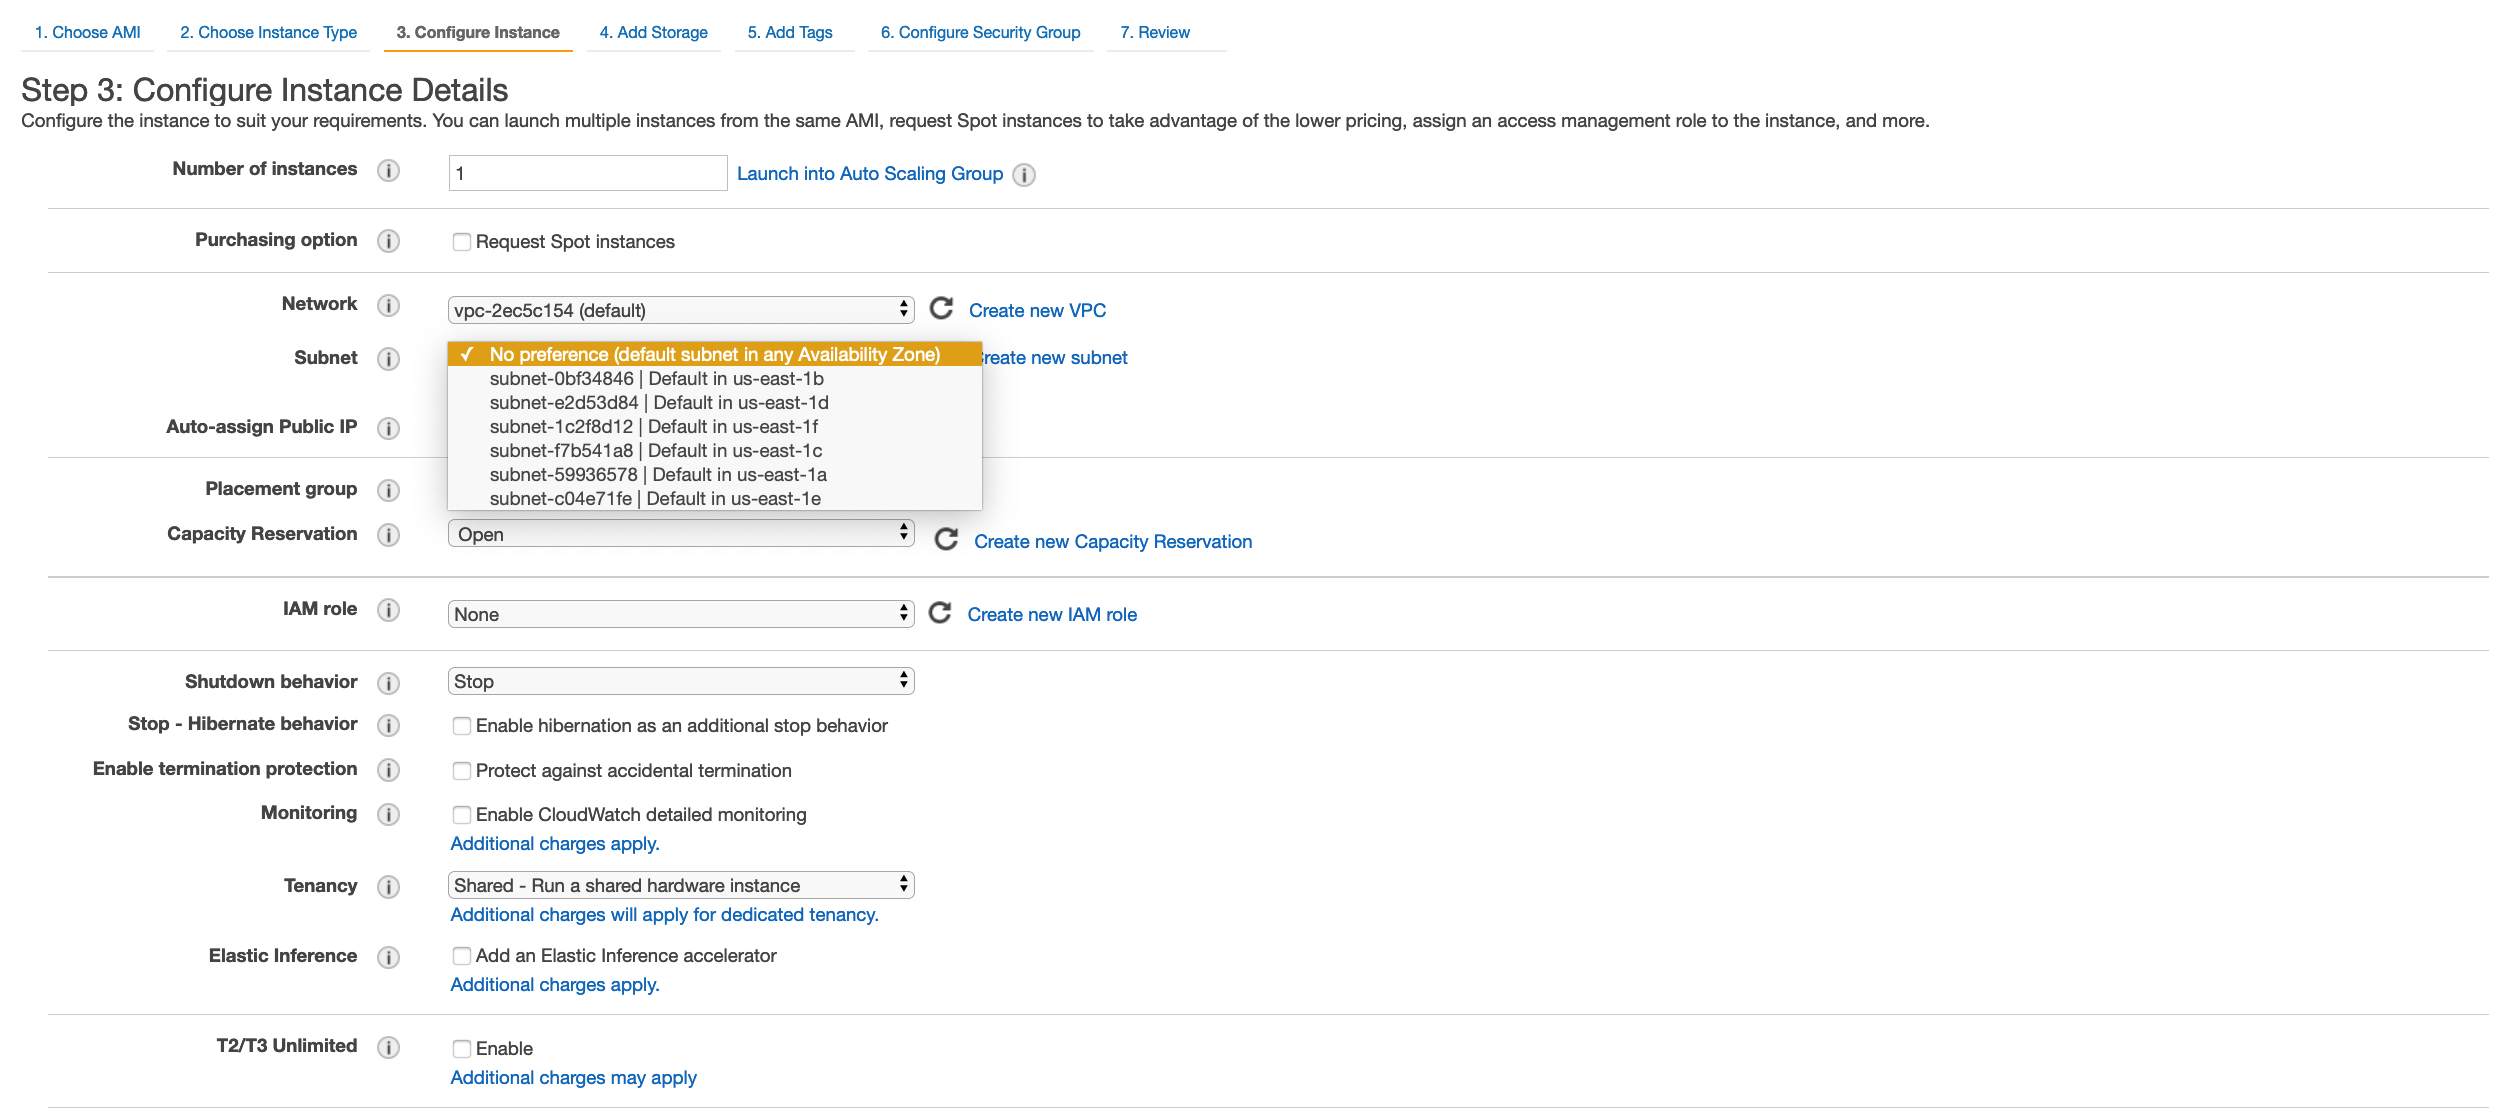 1. Choose AMI 2. Choose Instance Type 3. Configure Instance 4. Add Storage 5. Add Tags 6. Configure Security Group 7. Review
Step 3: Configure Instance Details
Configure the instance to suit your requirements. You can launch multiple instances from the same AMI, request Spot instances to take advantage of the lower pricing, assign an access management role to the instance, and more.
Number of instances i 1 Launch into Auto Scaling Group i
Purchasing option i Request Spot instances
Network i vpc-2ec5c154 (default) Create new VPC
Subnet i ✓ No preference (default subnet in any Availability Zone) reate new subnet
subnet-0bf34846 | Default in us-east-1b
subnet-e2d53d84 | Default in us-east-1d
Auto-assign Public IP i subnet-1c2f8d12 | Default in us-east-1f
subnet-f7b541a8 | Default in us-east-1c
subnet-59936578 | Default in us-east-1a
Placement group i subnet-c04e71fe | Default in us-east-1e
Capacity Reservation i Open Create new Capacity Reservation
IAM role i None Create new IAM role
Shutdown behavior i Stop
Stop - Hibernate behavior i Enable hibernation as an additional stop behavior
Enable termination protection i Protect against accidental termination
Monitoring i Enable CloudWatch detailed monitoring
Additional charges apply.
Tenancy i Shared - Run a shared hardware instance
Additional charges will apply for dedicated tenancy.
Elastic Inference i Add an Elastic Inference accelerator
Additional charges apply.
T2/T3 Unlimited i Enable
Additional charges may apply